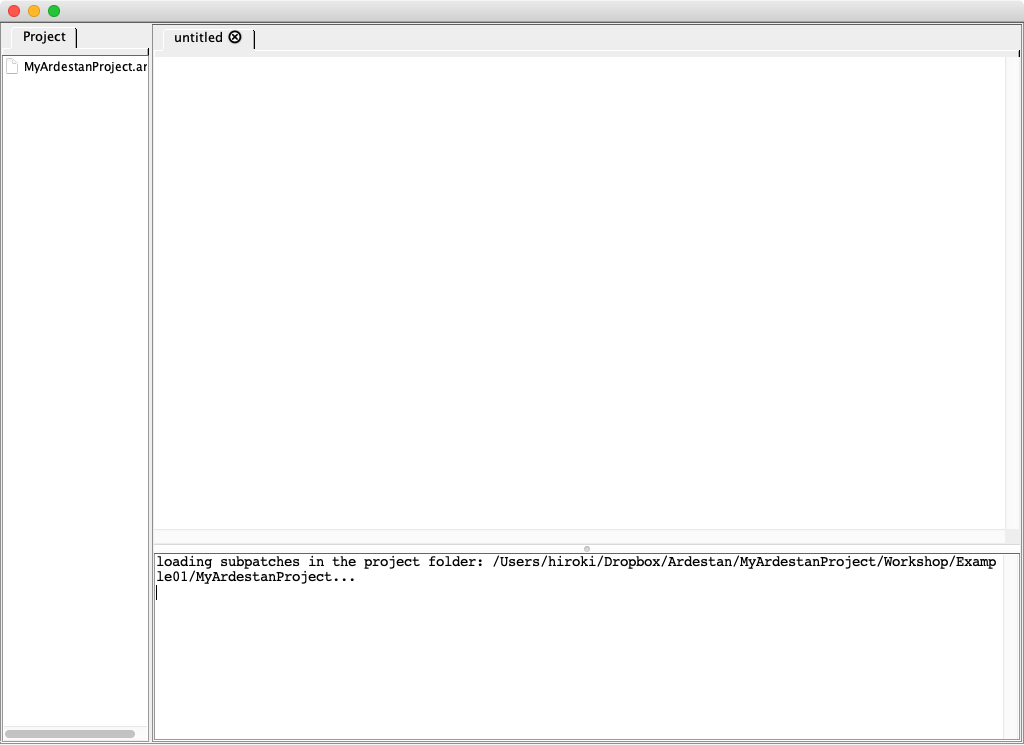 Project
untitled
MyArdestanProject.ar
loading subpatches in the project folder: /Users/hiroki/Dropbox/Ardestan/MyArdestanProject/Workshop/Examp
le01/MyArdestanProject...